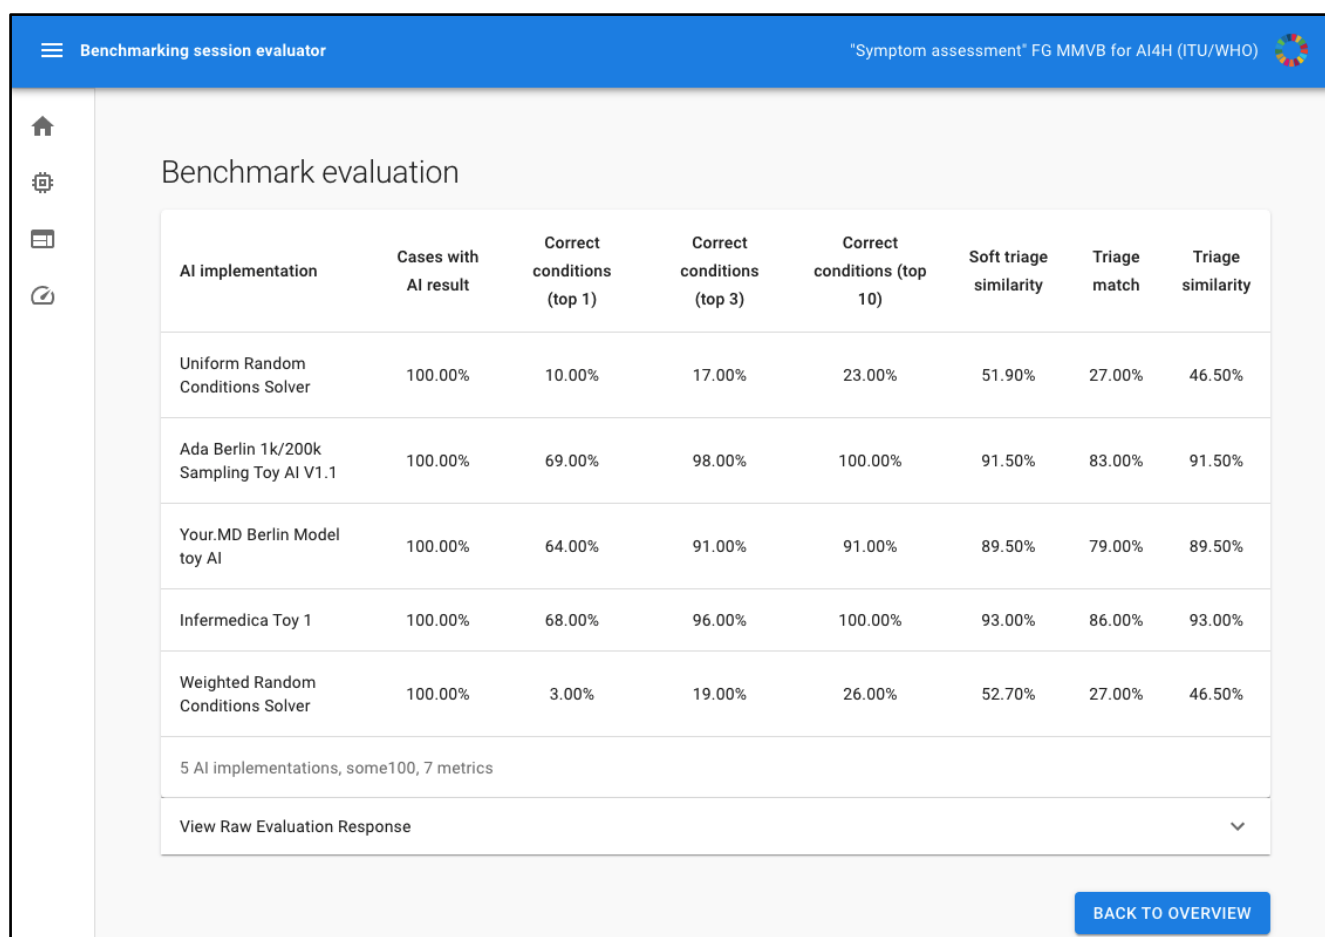 Benchmarking session evaluator
"Symptom assessment" FG MMVB for AI4H (ITU/WHO)
Benchmark evaluation
AI implementation
Cases with
AI result
Correct
conditions
(top 1)
Correct
conditions
(top 3)
Correct
conditions (top
10)
Soft triage
similarity
Triage
match
Triage
similarity
Uniform Random
Conditions Solver
100.00% 10.00% 17.00% 23.00% 51.90% 27.00% 46.50%
Ada Berlin 1k/200k
Sampling Toy AI V1.1
100.00% 69.00% 98.00% 100.00% 91.50% 83.00% 91.50%
Your.MD Berlin Model
toy AI
100.00% 64.00% 91.00% 91.00% 89.50% 79.00% 89.50%
Infermedica Toy 1 100.00% 68.00% 96.00% 100.00% 93.00% 86.00% 93.00%
Weighted Random
Conditions Solver
100.00% 3.00% 19.00% 26.00% 52.70% 27.00% 46.50%
5 AI implementations, some100, 7 metrics
View Raw Evaluation Response
BACK TO OVERVIEW